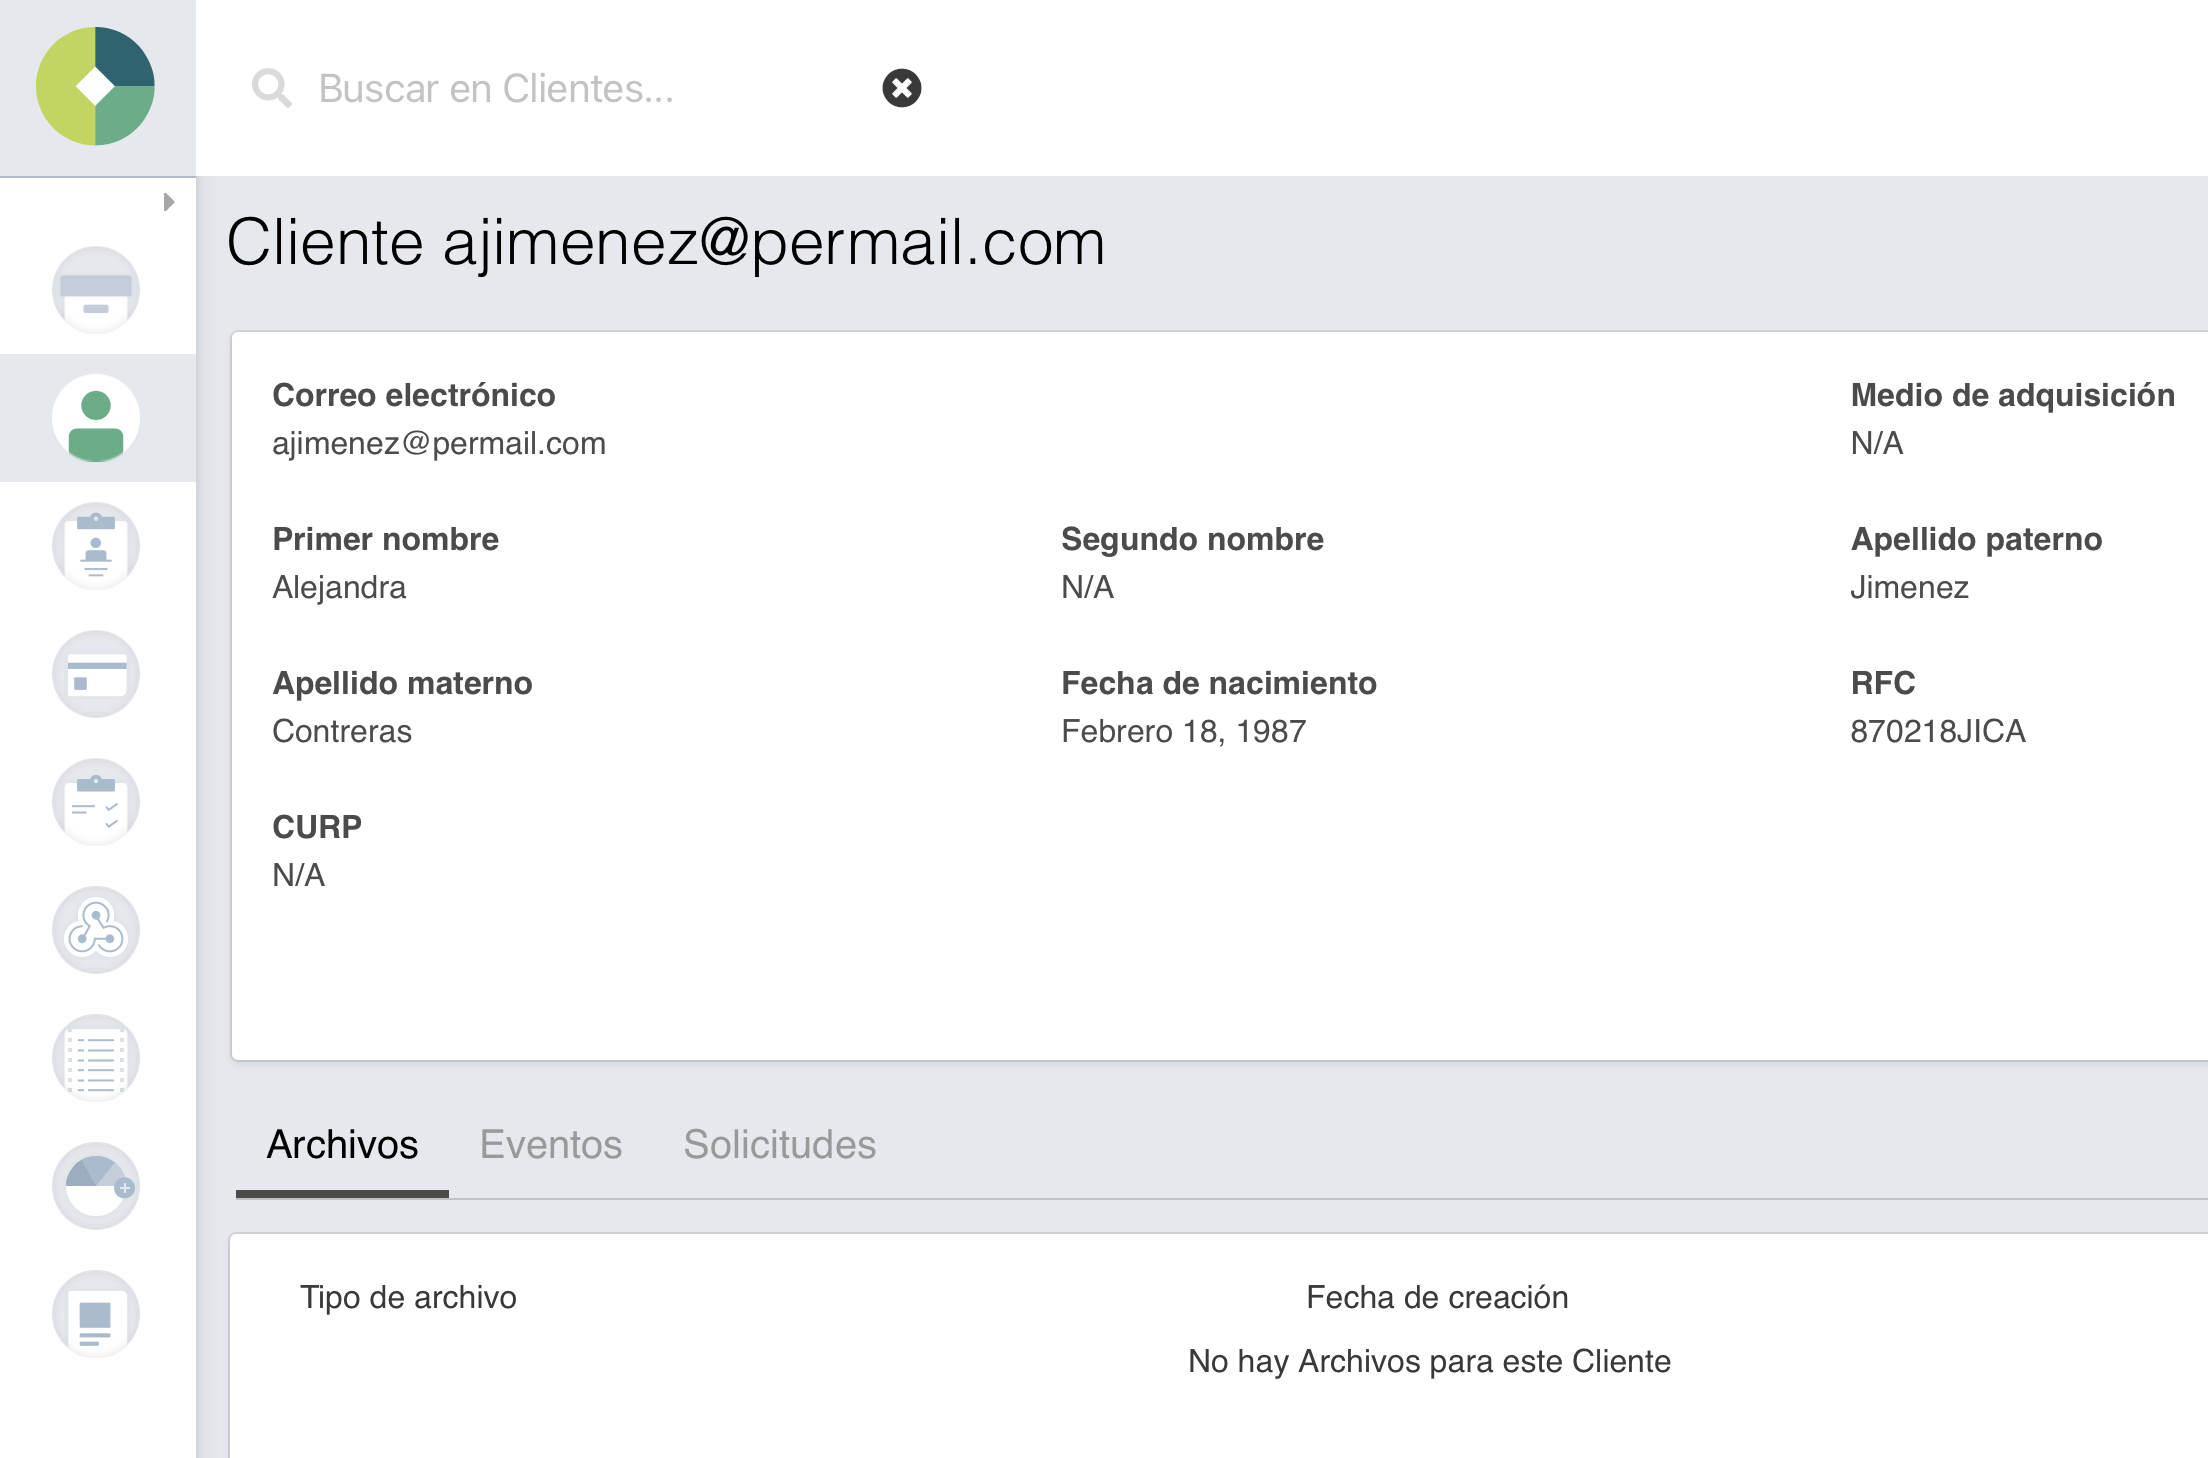 Buscar en Clientes...
Cliente ajimenez@permail.com
Correo electrónico
Medio de adquisición
ajimenez@permail.com
N/A
Primer nombre
Segundo nombre
Apellido paterno
Alejandra
N/A
Jimenez
Apellido materno
Fecha de nacimiento
RFC
Contreras
Febrero 18, 1987
870218JICA
CURP
N/A
Archivos
Eventos
Solicitudes
Tipo de archivo
Fecha de creación
No hay Archivos para este Cliente